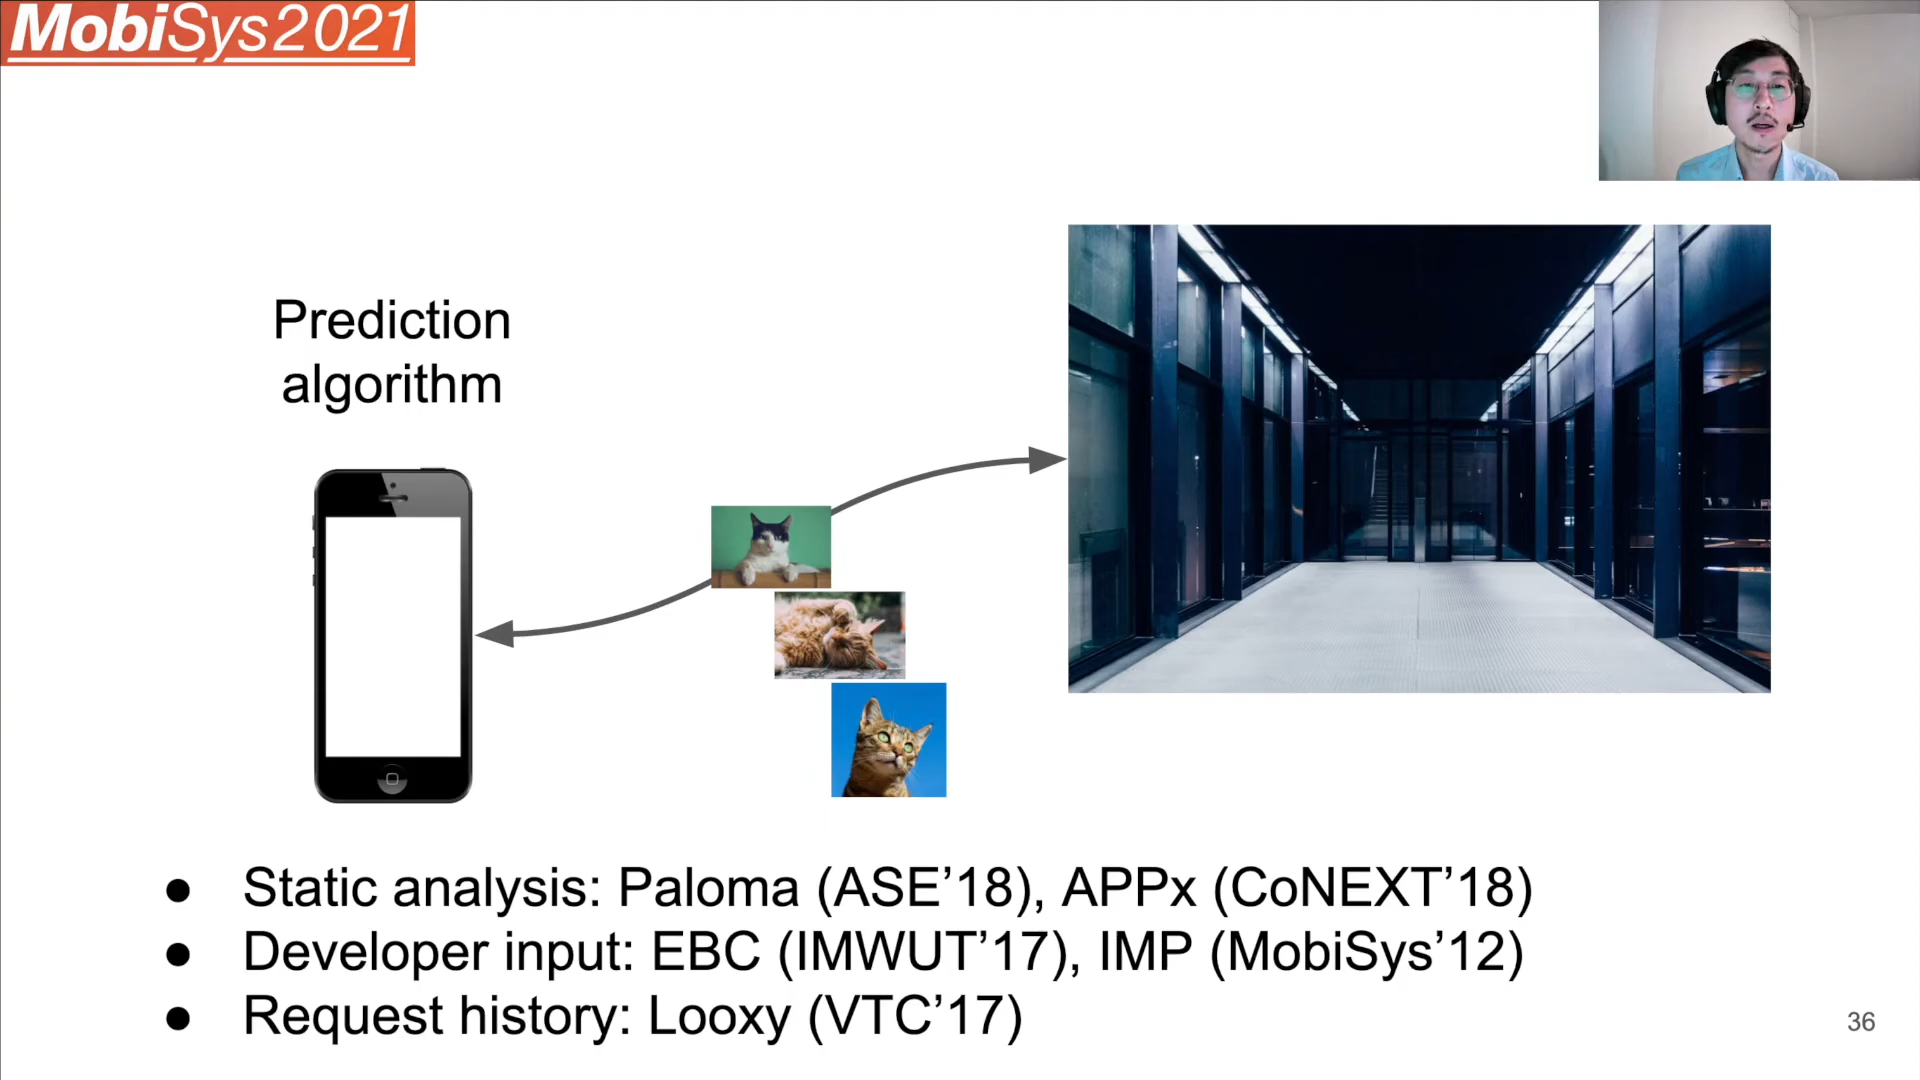 MobiSys2021
Prediction
algorithm
● Static analysis: Paloma (ASE’18), APPx (CoNEXT’18)
● Developer input: EBC (IMWUT’17), IMP (MobiSys’12)
● Request history: Looxy (VTC’17)
36